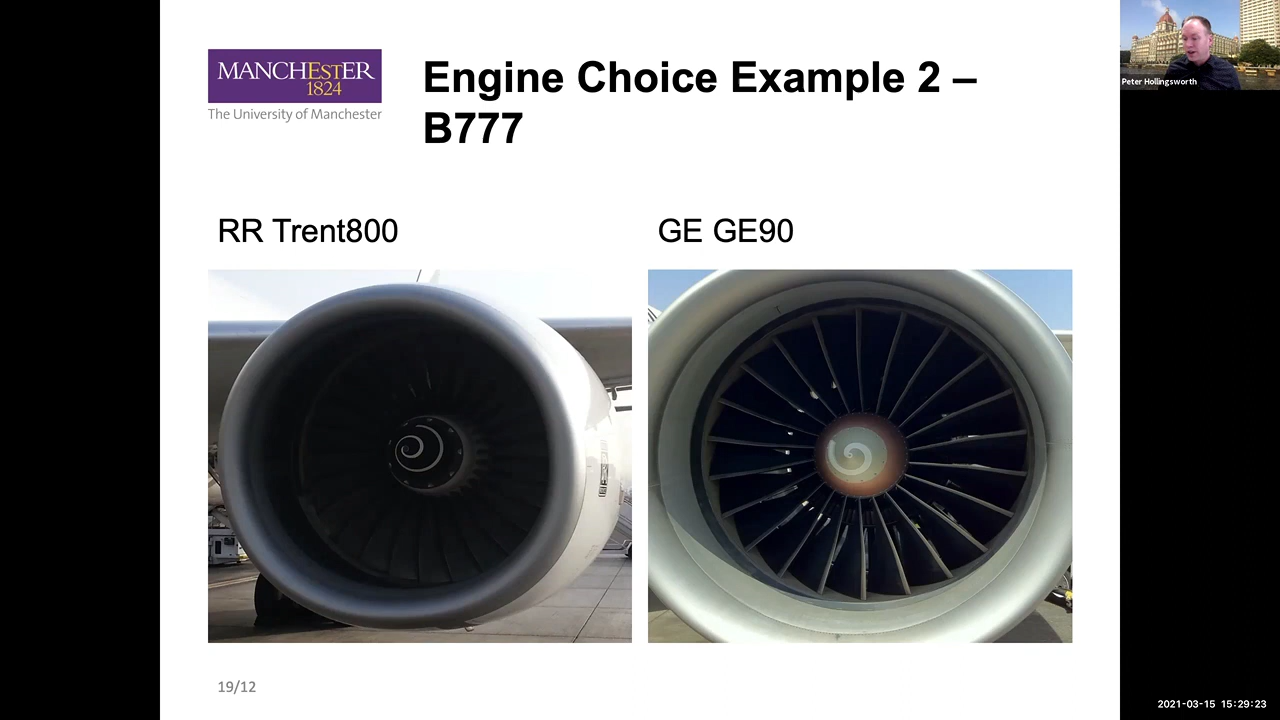 MANCHESTER
1824
The University of Manchester
Engine Choice Example 2 –
B777
Peter Hollingsworth
RR Trent800
GE GE90
19/12
2021-03-15 15:29:23